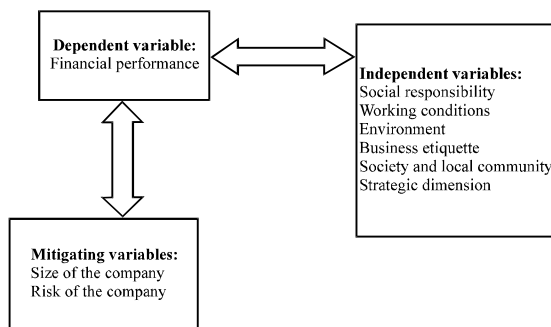 Dependent variable:
Financial performance
Independent variables:
Social responsibility
Working conditions
Environment
Business etiquette
Society and local community
Strategic dimension
Mitigating variables:
Size of the company
Risk of the company